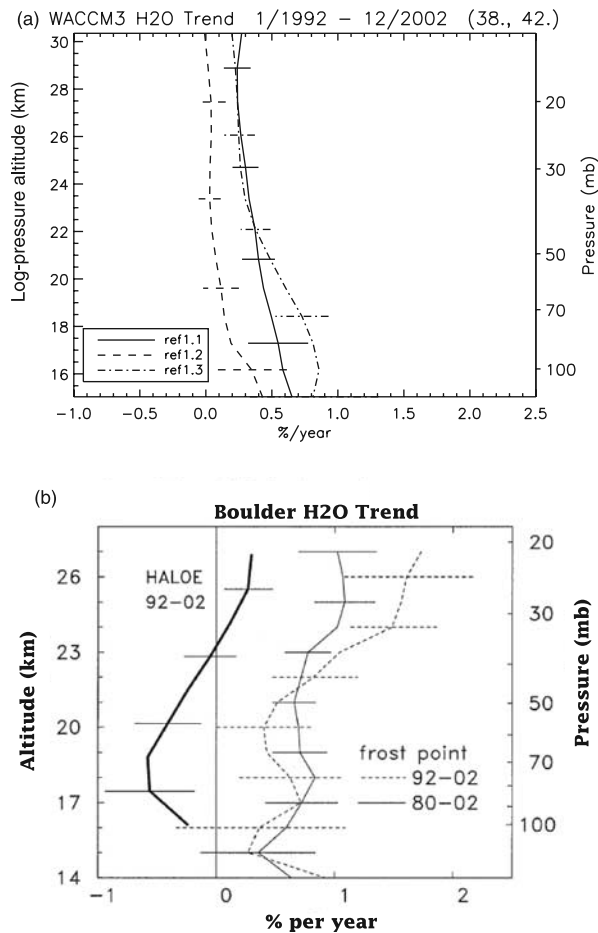 (a) WACCM3 H2O Trend 1/1992 – 12/2002 (38., 42.)
Log-pressure altitude (km)
30
28
26
24
22
20
18
16
20
30
50
70
100
Pressure (mb)
ref1.1
ref1.2
ref1.3
−1.0 −0.5 0.0 0.5 1.0 1.5 2.0 2.5
%/year
(b)
Boulder H2O Trend
Altitude (km)
26
23
20
17
14
HALOE
92−02
frost point
92−02
80−02
20
30
50
70
100
Pressure (mb)
−1 0 1 2
% per year